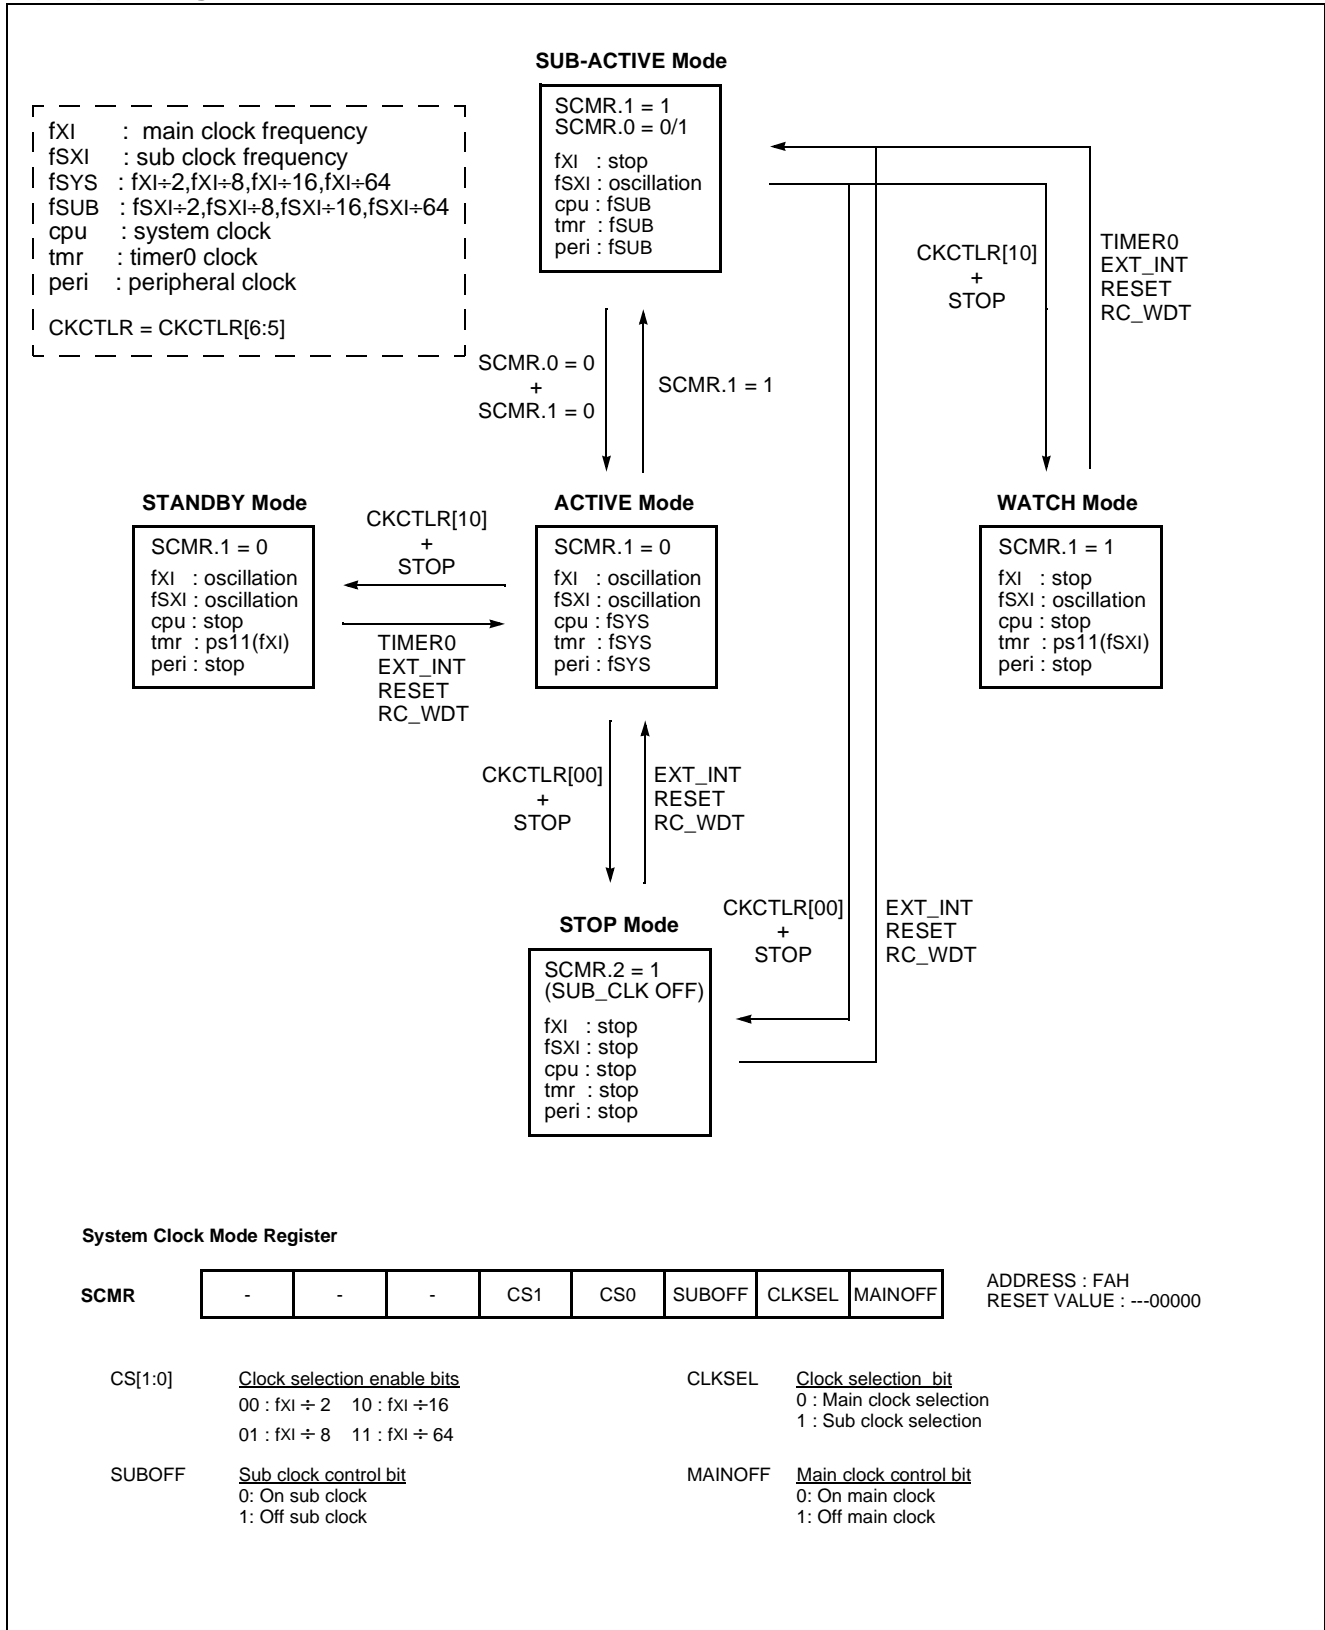 SUB-ACTIVE Mode
SCMR.1 = 1
SCMR.0 = 0/1
fXI : stop
fSXI : oscillation
cpu : fSUB
tmr : fSUB
peri : fSUB
fXI : main clock frequency
fSXI : sub clock frequency
fSYS : fXI÷2,fXI÷8,fXI÷16,fXI÷64
fSUB : fSXI÷2,fSXI÷8,fSXI÷16,fSXI÷64
cpu : system clock
tmr : timer0 clock
peri : peripheral clock
CKCTLR = CKCTLR[6:5]
CKCTLR[10]
+
STOP
TIMER0
EXT_INT
RESET
RC_WDT
SCMR.0 = 0
+
SCMR.1 = 0
SCMR.1 = 1
STANDBY Mode
SCMR.1 = 0
fXI : oscillation
fSXI : oscillation
cpu : stop
tmr : ps11(fXI)
peri : stop
CKCTLR[10]
+
STOP
TIMER0
EXT_INT
RESET
RC_WDT
ACTIVE Mode
SCMR.1 = 0
fXI : oscillation
fSXI : oscillation
cpu : fSYS
tmr : fSYS
peri : fSYS
WATCH Mode
SCMR.1 = 1
fXI : stop
fSXI : oscillation
cpu : stop
tmr : ps11(fSXI)
peri : stop
CKCTLR[00]
+
STOP
EXT_INT
RESET
RC_WDT
STOP Mode
SCMR.2 = 1
(SUB_CLK OFF)
fXI : stop
fSXI : stop
cpu : stop
tmr : stop
peri : stop
CKCTLR[00]
+
STOP
EXT_INT
RESET
RC_WDT
System Clock Mode Register
SCMR - - - CS1 CS0 SUBOFF CLKSEL MAINOFF
ADDRESS : FAH
RESET VALUE : ---00000
CS[1:0] Clock selection enable bits
00 : fXI ÷ 2 10 : fXI ÷16
01 : fXI ÷ 8 11 : fXI ÷ 64
CLKSEL Clock selection bit
0 : Main clock selection
1 : Sub clock selection
SUBOFF Sub clock control bit
0: On sub clock
1: Off sub clock
MAINOFF Main clock control bit
0: On main clock
1: Off main clock